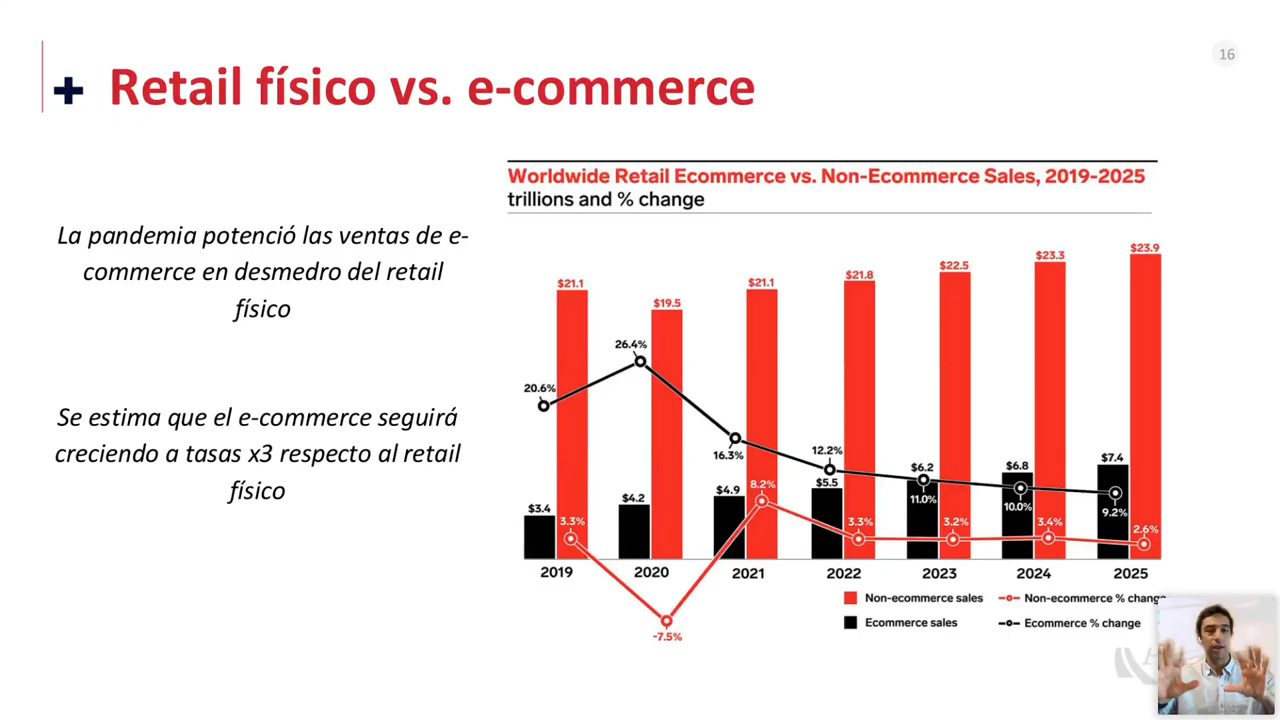 16
+ Retail físico vs. e-commerce
La pandemia potenció las ventas de e-
commerce en desmedro del retail
físico
Se estima que el e-commerce seguirá
creciendo a tasas x3 respecto al retail
físico
Worldwide Retail Ecommerce vs. Non-Ecommerce Sales, 2019-2025
trillions and % change
$21.1
$19.5
$21.1
$21.8
$22.5
$23.3
$23.9
20.6%
26.4%
16.3%
12.2%
11.0%
10.0%
9.2%
$3.4
$4.2
$4.9
$5.5
$6.2
$6.8
$7.4
3.3%
-7.5%
8.2%
3.3%
3.2%
3.4%
2.6%
2019
2020
2021
2022
2023
2024
2025
Non-ecommerce sales
Non-ecommerce % change
Ecommerce sales
Ecommerce % change